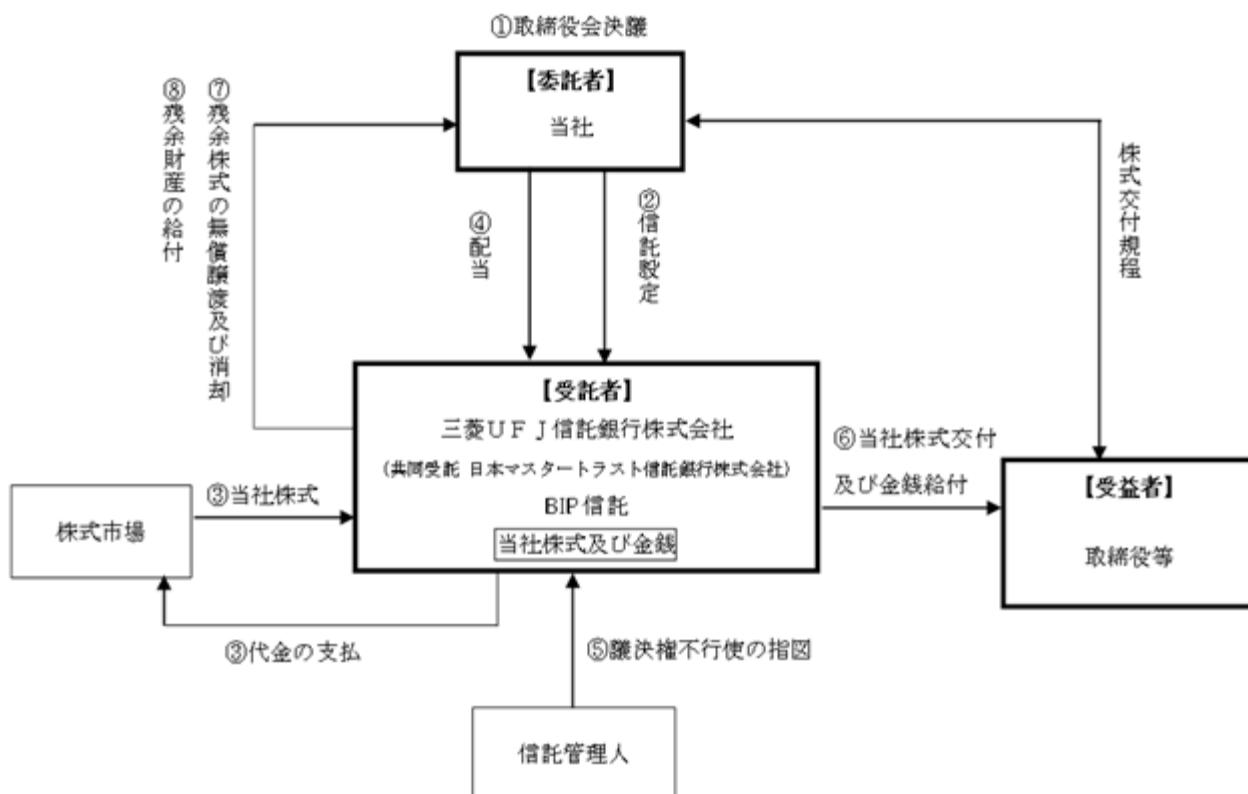 ①取締役会決議
【委託者】
当社
⑧残余財産の給付
⑦残余株式の無償譲渡及び消却
④配当
②信託設定
株式交付規程
【受託者】
三菱UFJ信託銀行株式会社
(共同受託 日本マスタートラスト信託銀行株式会社)
BIP信託
当社株式及び金銭
株式市場
③当社株式
③代金の支払
⑤議決権不行使の指図
信託管理人
⑥当社株式交付
及び金銭給付
【受益者】
取締役等